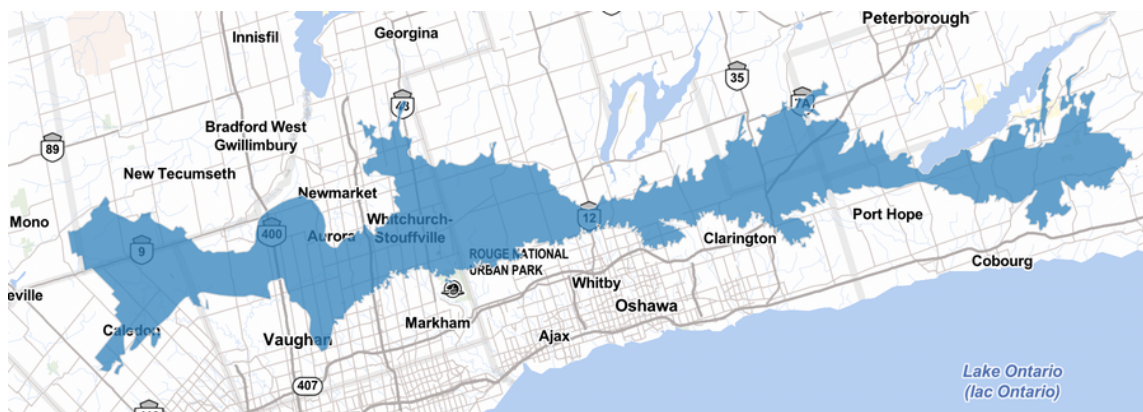 Peterborough
Innisfil
Georgina
35
7A
48
Bradford West
Gwillimbury
89
New Tecumseth
Newmarket
Mono
Whitchurch-
Stouffville
400
Aurora
12
Port Hope
9
Clarington
ROUGE NATIONAL
URBAN PARK
Cobourg
Whitby
eville
Oshawa
Caledon
Markham
Vaughan
Ajax
407
Lake Ontario
(lac Ontario)